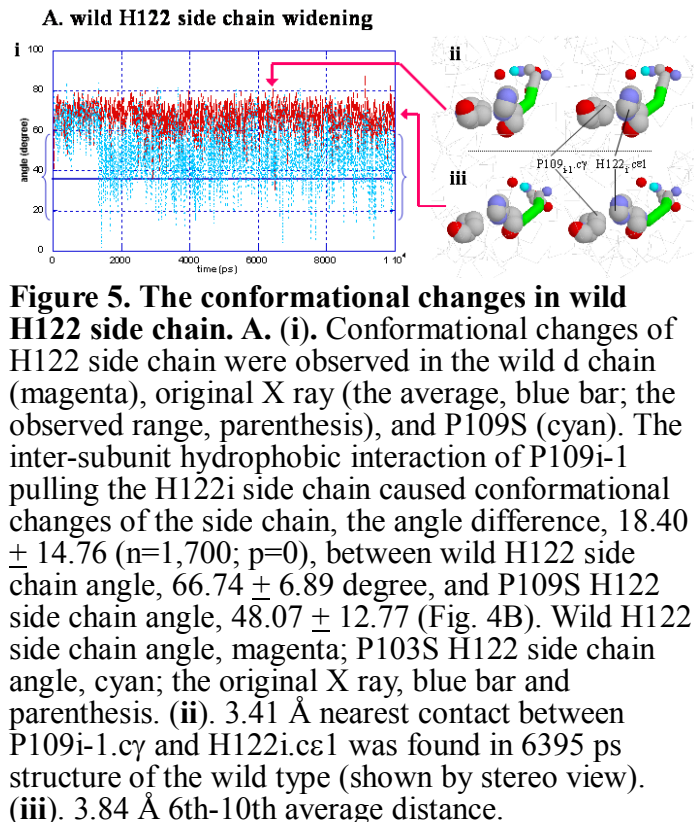 A. wild H122 side chain widening
i
100
80
60
40
20
0
angle (degree)
0
2000
4000
6000
8000
1 10⁴
time (ps)
ii
P109i-1.cγ H122i.cε1
iii
Figure 5. The conformational changes in wild
H122 side chain. A. (i). Conformational changes of
H122 side chain were observed in the wild d chain
(magenta), original X ray (the average, blue bar; the
observed range, parenthesis), and P109S (cyan). The
inter-subunit hydrophobic interaction of P109i-1
pulling the H122i side chain caused conformational
changes of the side chain, the angle difference, 18.40
± 14.76 (n=1,700; p=0), between wild H122 side
chain angle, 66.74 ± 6.89 degree, and P109S H122
side chain angle, 48.07 ± 12.77 (Fig. 4B). Wild H122
side chain angle, magenta; P103S H122 side chain
angle, cyan; the original X ray, blue bar and
parenthesis. (ii). 3.41 Å nearest contact between
P109i-1.cγ and H122i.cε1 was found in 6395 ps
structure of the wild type (shown by stereo view).
(iii). 3.84 Å 6th-10th average distance.